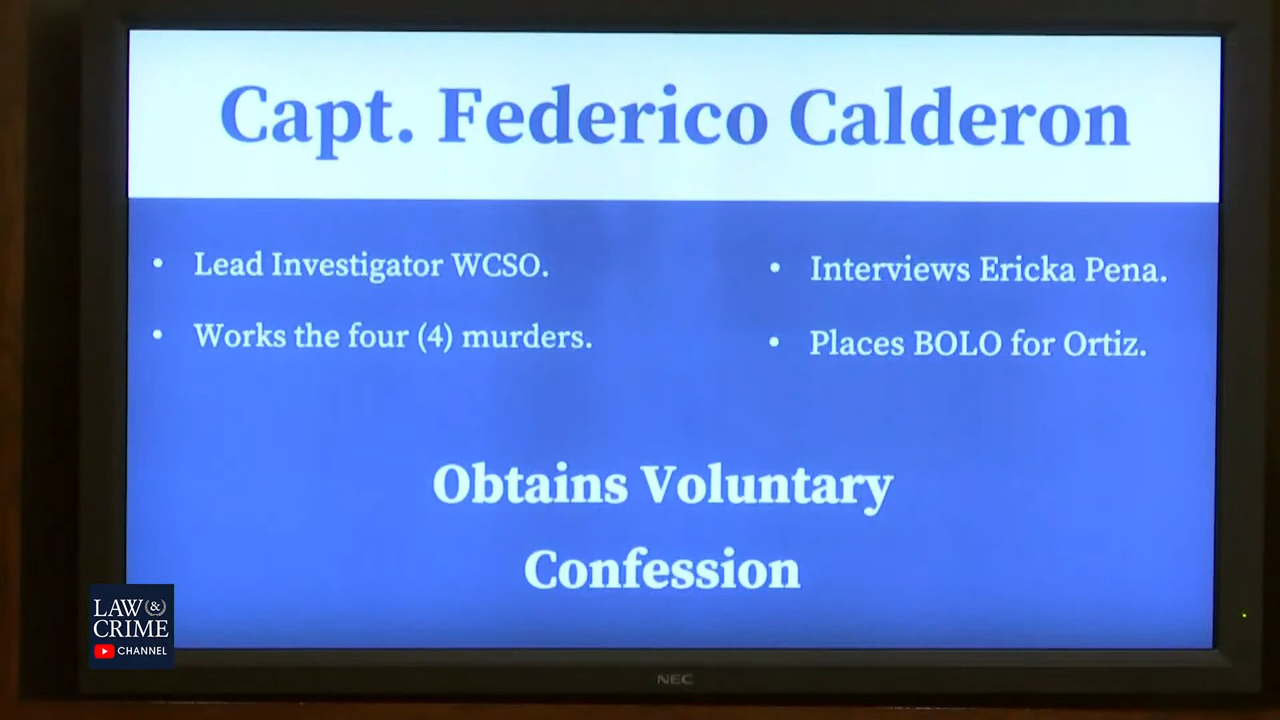 Capt. Federico Calderon
• Lead Investigator WCSO.
• Works the four (4) murders.
• Interviews Ericka Pena.
• Places BOLO for Ortiz.
Obtains Voluntary
Confession
LAW &
CRIME
CHANNEL
NEC